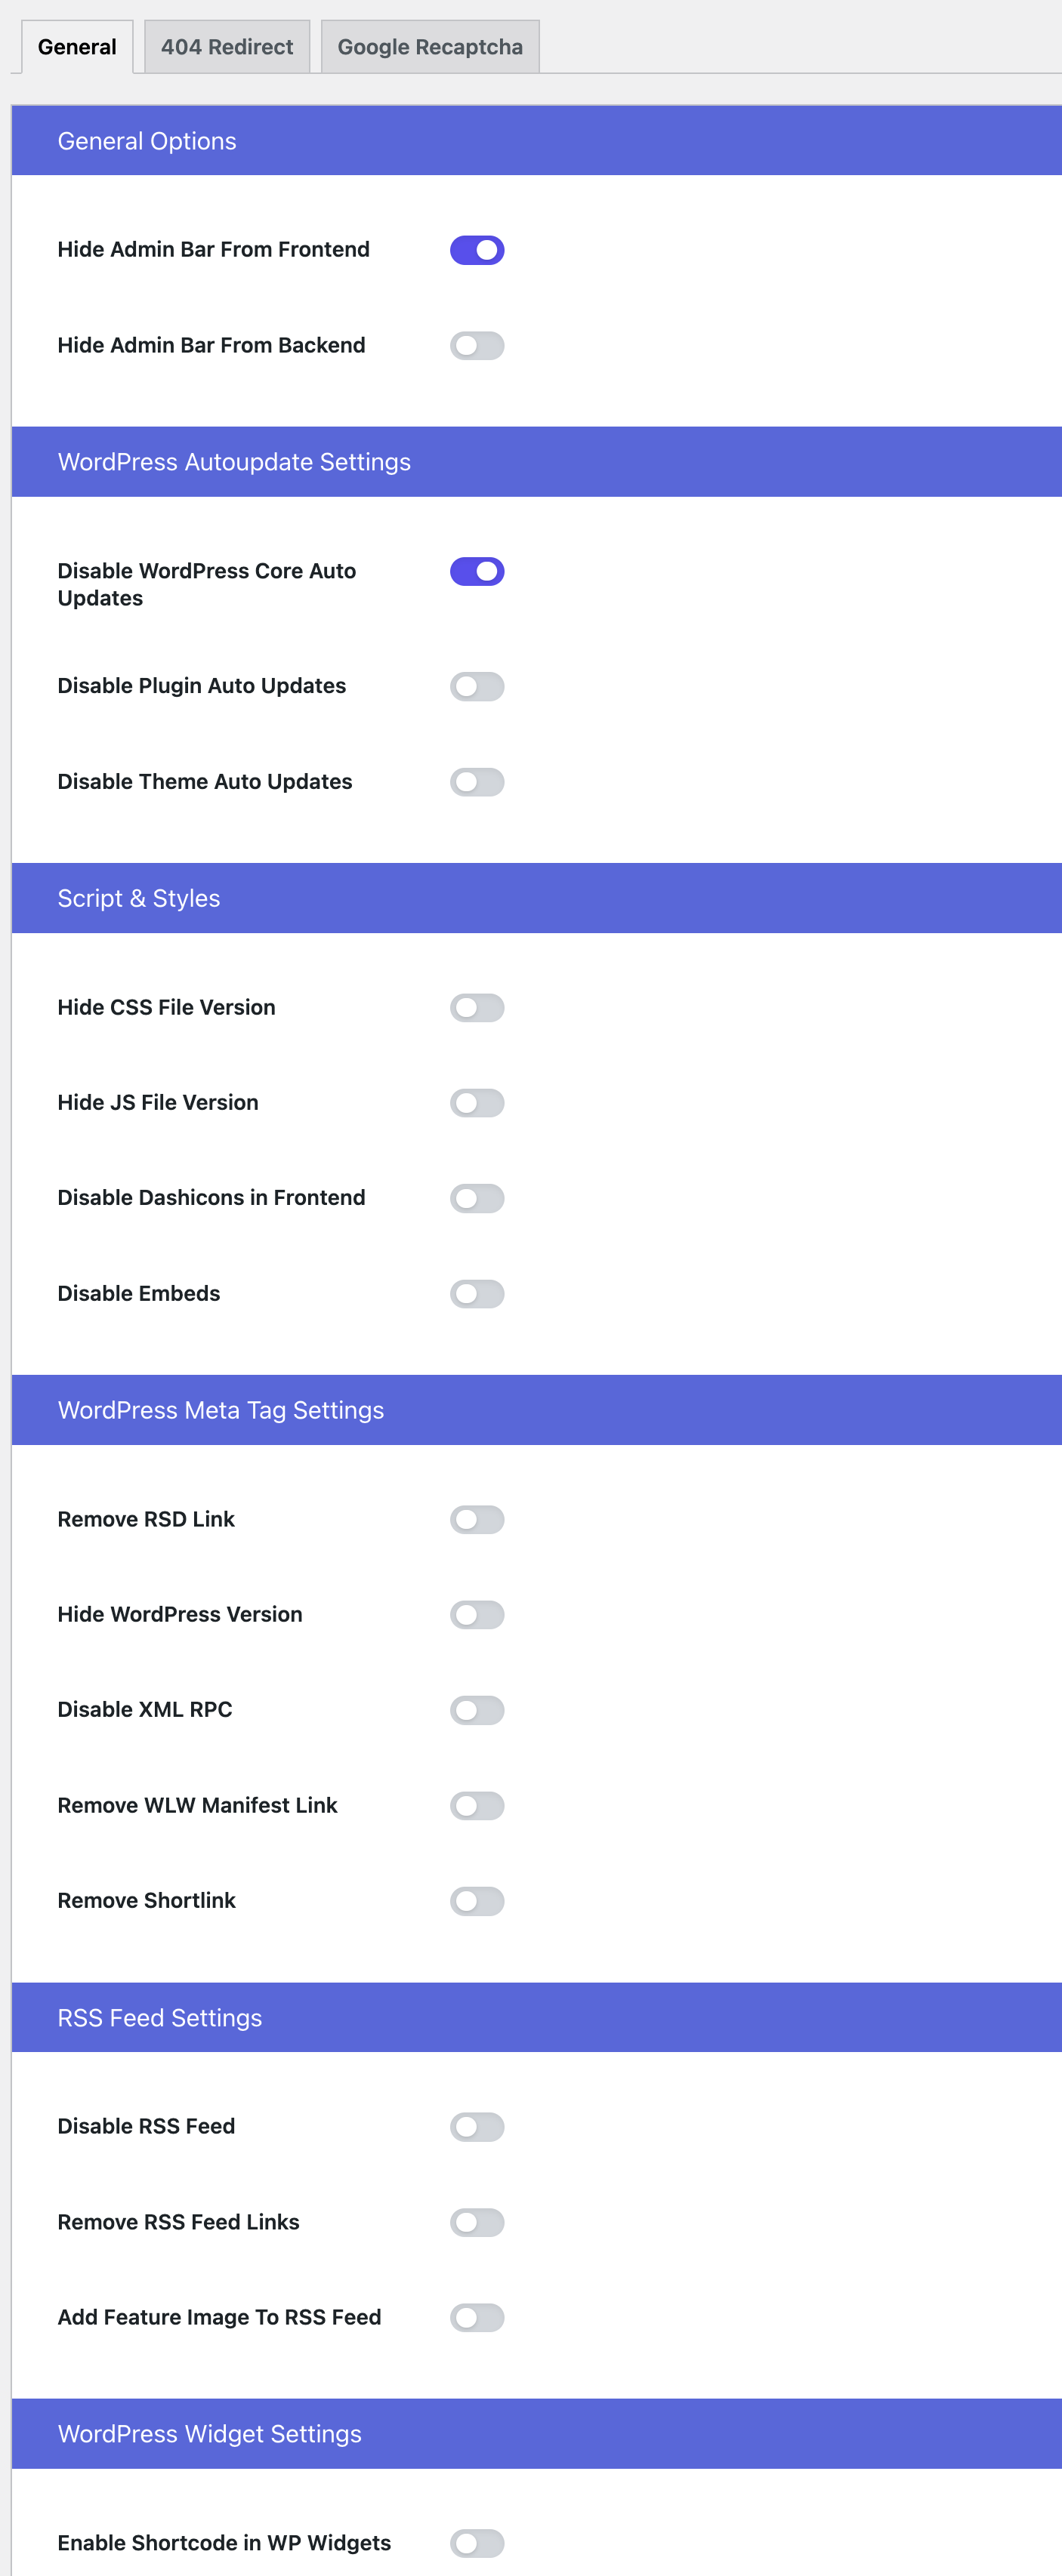 General
404 Redirect
Google Recaptcha
General Options
Hide Admin Bar From Frontend
Hide Admin Bar From Backend
WordPress Autoupdate Settings
Disable WordPress Core Auto
Updates
Disable Plugin Auto Updates
Disable Theme Auto Updates
Script & Styles
Hide CSS File Version
Hide JS File Version
Disable Dashicons in Frontend
Disable Embeds
WordPress Meta Tag Settings
Remove RSD Link
Hide WordPress Version
Disable XML RPC
Remove WLW Manifest Link
Remove Shortlink
RSS Feed Settings
Disable RSS Feed
Remove RSS Feed Links
Add Feature Image To RSS Feed
WordPress Widget Settings
Enable Shortcode in WP Widgets